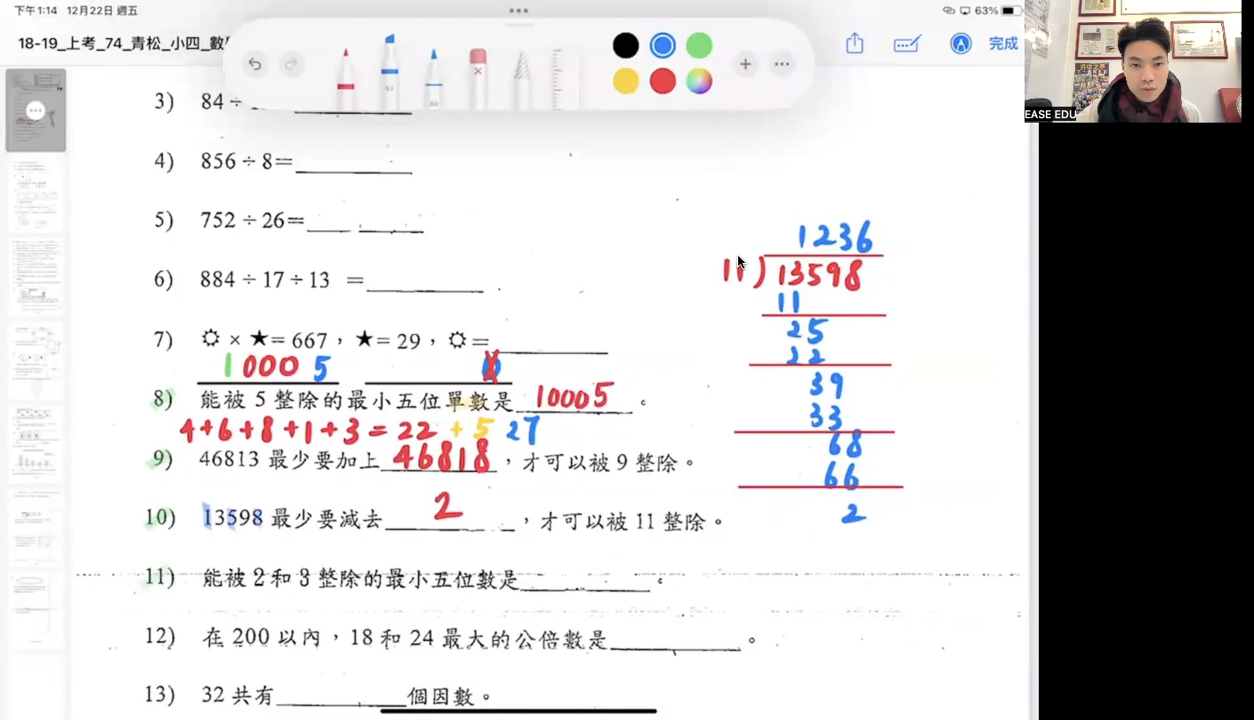 下午1:14 12月22日 週五
63%
18-19_上考_74_青松_小四_數
完成
EASE EDU
3) 84 ÷
4) 856 ÷ 8=
5) 752 ÷ 26=
6) 884 ÷ 17 ÷ 13 =
7) × ★= 667，★= 29，=
1 000 5
8) 能被 5 整除的最小五位單數是 10005 。
4+6+8+1+3=22 +5 27
9) 46813 最少要加上 46818 ，才可以被 9 整除。
10) 13598 最少要減去 2 ，才可以被 11 整除。
11) 能被 2 和 3 整除的最小五位數是 。
12) 在 200 以內，18 和 24 最大的公倍數是 。
13) 32 共有 個因數。
1236
11 ) 13598
11
25
22
39
33
68
66
2